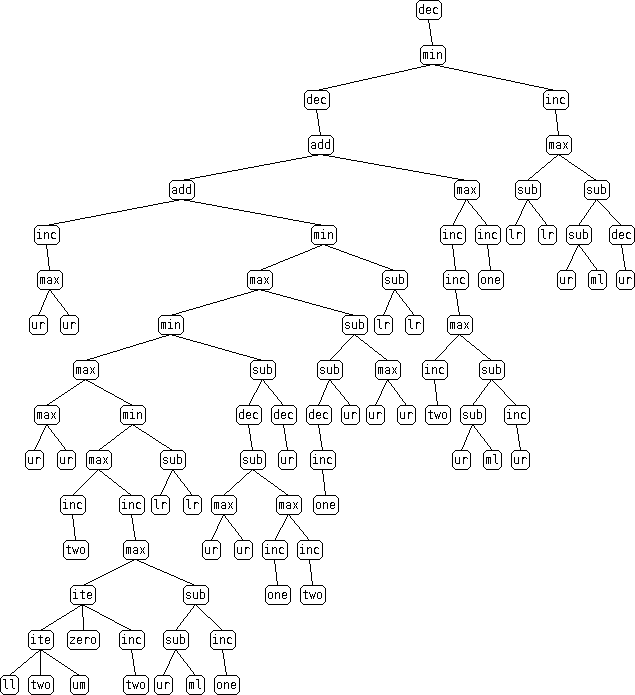 dec
min
dec inc
add max
add max sub sub
inc min inc inc lr lr sub dec
max max sub inc one ur ml ur
ur ur min sub lr lr max
max sub sub max inc sub
max min dec dec dec ur ur ur two sub inc
ur ur max sub sub ur inc ur ml ur
inc inc lr lr max max one
two max ur ur inc inc
ite sub one two
ite zero inc sub inc
ll two um two ur ml one